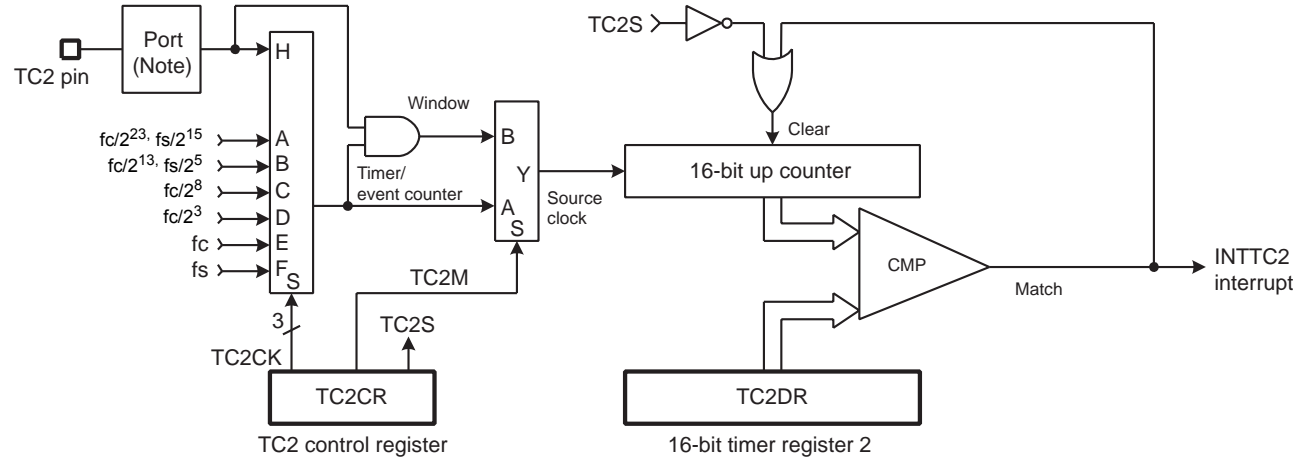 TC2 pin
Port
(Note)
H
fc/2^23, fs/2^15
A
fc/2^13, fs/2^5
B
fc/2^8
C
fc/2^3
D
fc
E
fs
F
S
3
TC2CK
Window
Timer/
event counter
B
Y
A
S
Source
clock
TC2M
TC2S
TC2CR
TC2 control register
TC2S
Clear
16-bit up counter
CMP
Match
INTTC2
interrupt
TC2DR
16-bit timer register 2